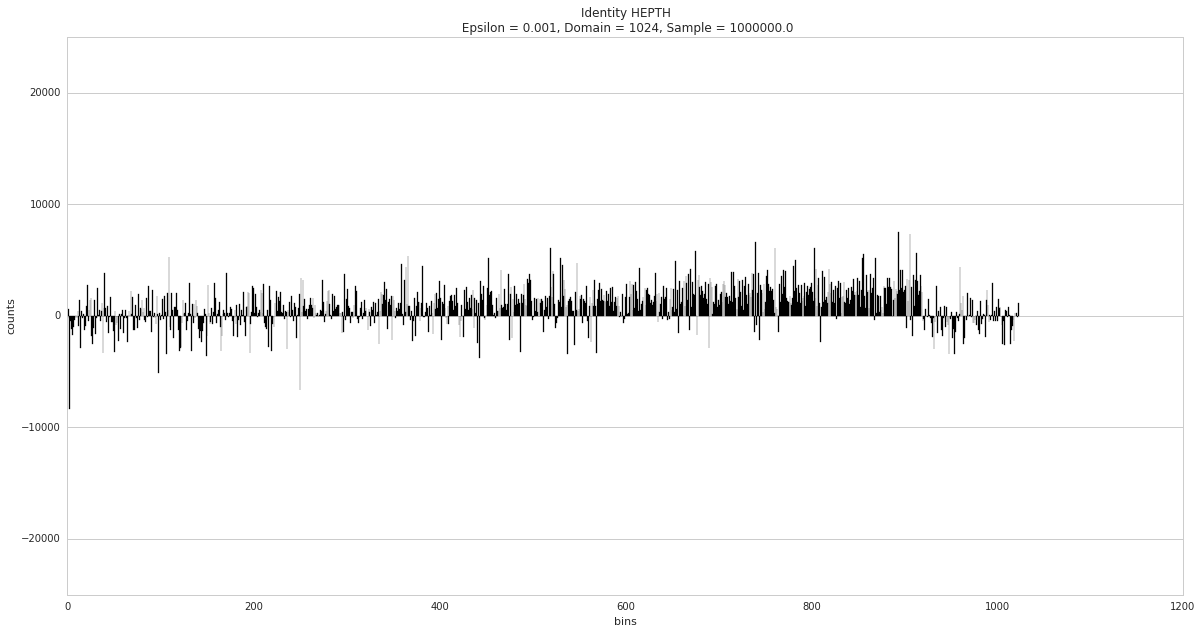 Identity HEPTH
Epsilon = 0.001, Domain = 1024, Sample = 1000000.0
20000
10000
0
−10000
−20000
counts
0 200 400 600 800 1000 1200
bins